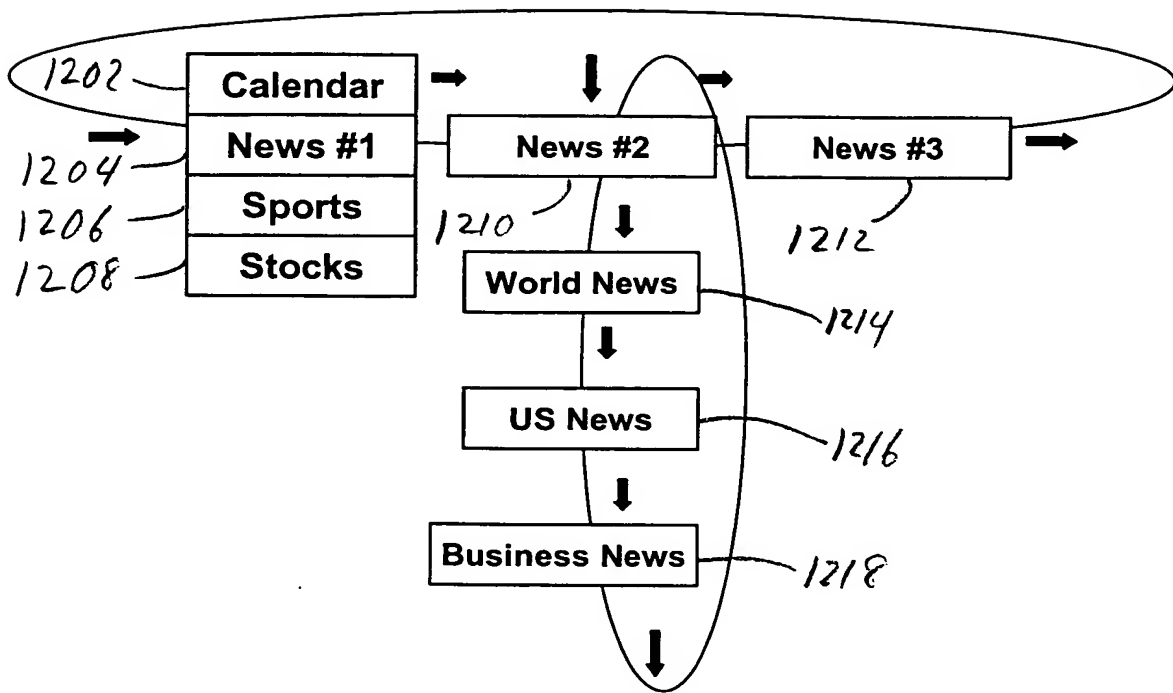 1202
Calendar
News #1
News #2
News #3
1204
Sports
1206
1210
1212
Stocks
1208
World News
1214
US News
1216
Business News
1218